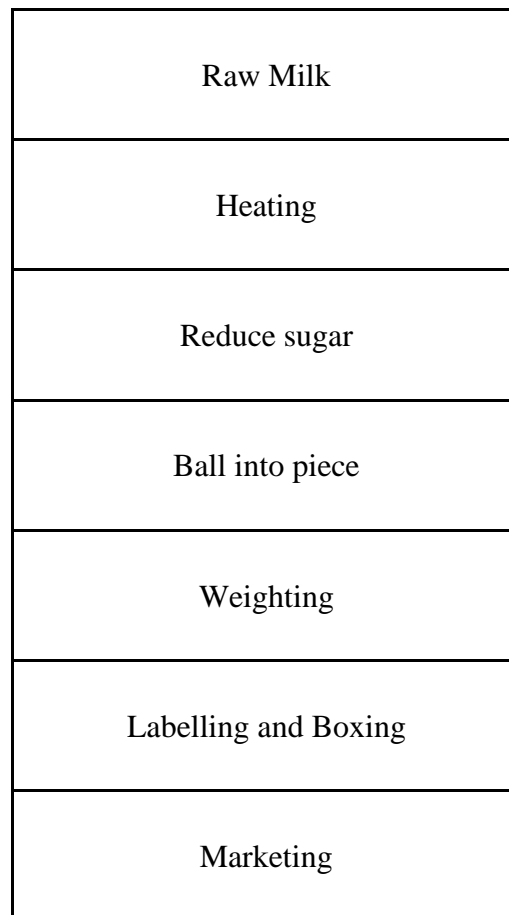 Raw Milk
Heating
Reduce sugar
Ball into piece
Weighting
Labelling and Boxing
Marketing